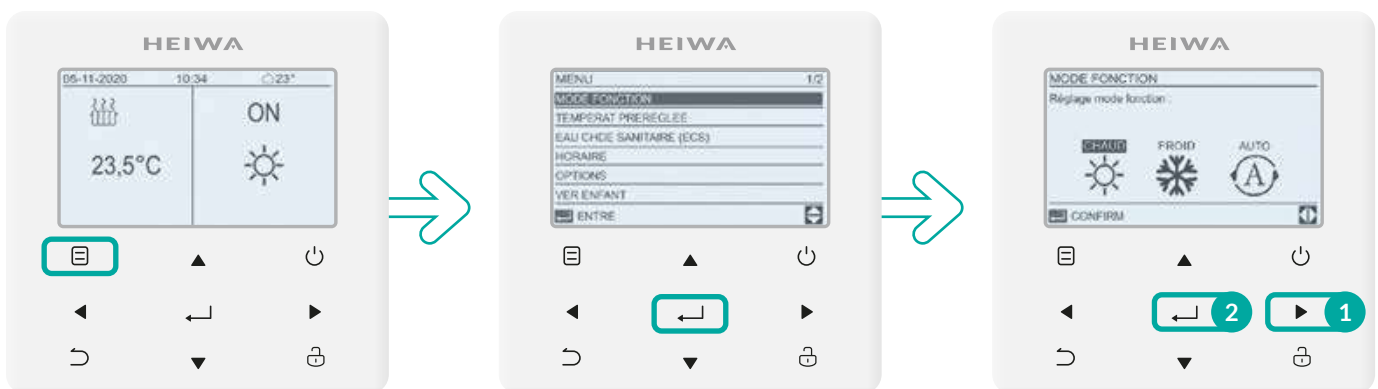 HEIWA
05-11-2020 10:34 23°
ON
23,5°C
HEIWA
MENU 1/2
MODE FONCTION
TEMPERAT PREREGLEE
EAU CHDE SANITAIRE (ECS)
HORAIRE
OPTIONS
VER ENFANT
ENTRE
HEIWA
MODE FONCTION
Réglage mode fonction :
CHAUD FROID AUTO
A
CONFIRM
2 1